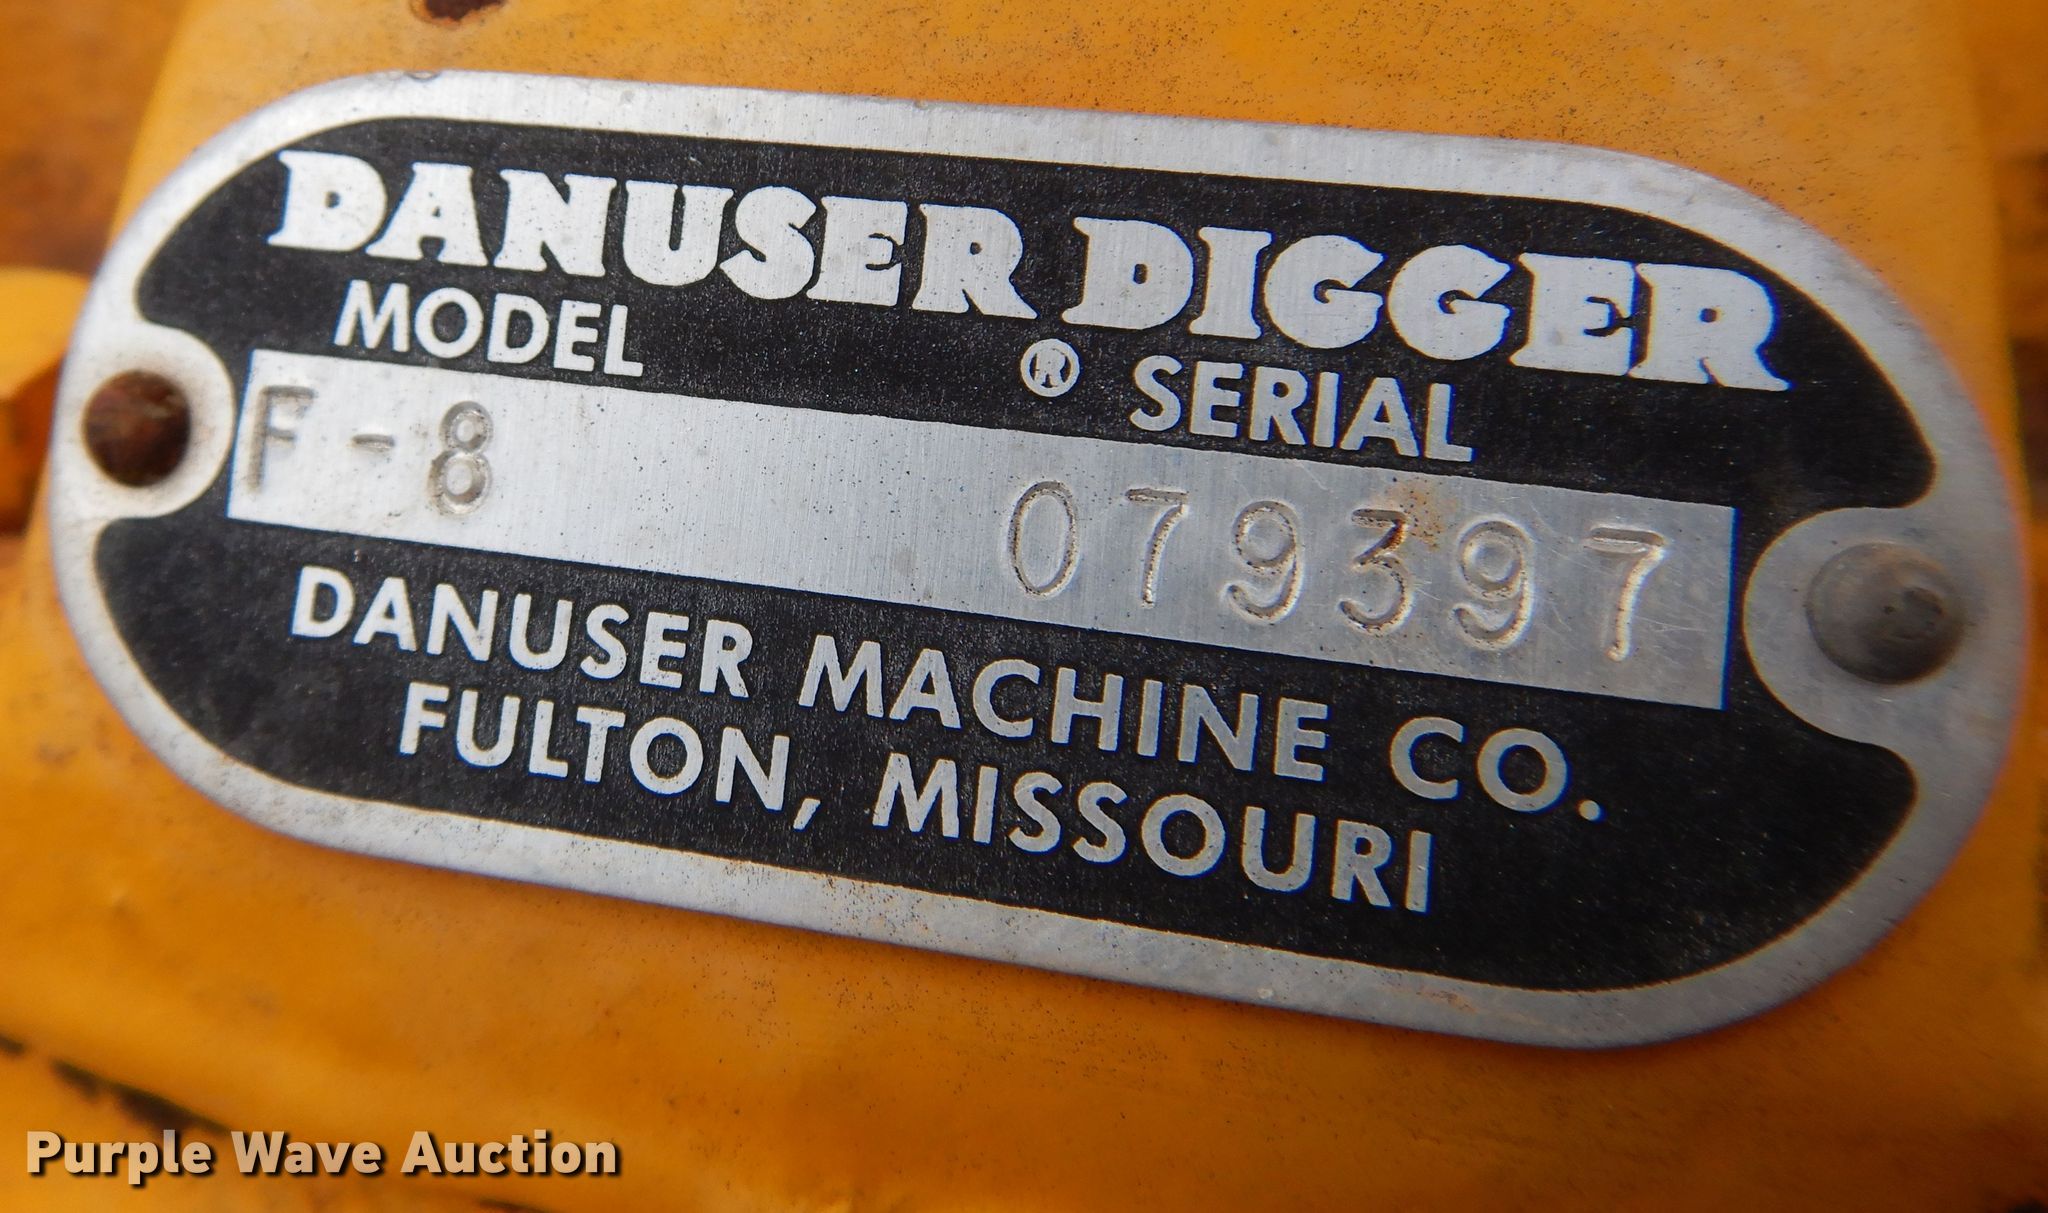 DANUSER DIGGER
MODEL ® SERIAL
F-8 079397
DANUSER MACHINE CO.
FULTON, MISSOURI
Purple Wave Auction